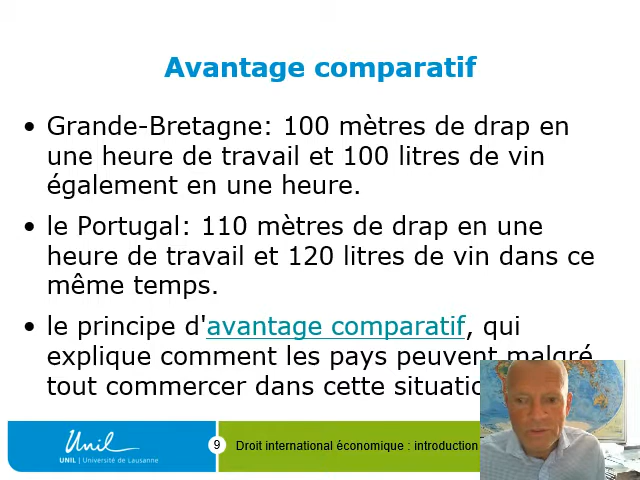 Avantage comparatif
• Grande-Bretagne: 100 mètres de drap en
une heure de travail et 100 litres de vin
également en une heure.
• le Portugal: 110 mètres de drap en une
heure de travail et 120 litres de vin dans ce
même temps.
• le principe d'avantage comparatif, qui
explique comment les pays peuvent malgré
tout commercer dans cette
Unil
UNIL | Université de Lausanne
9
Droit international économique : introduction